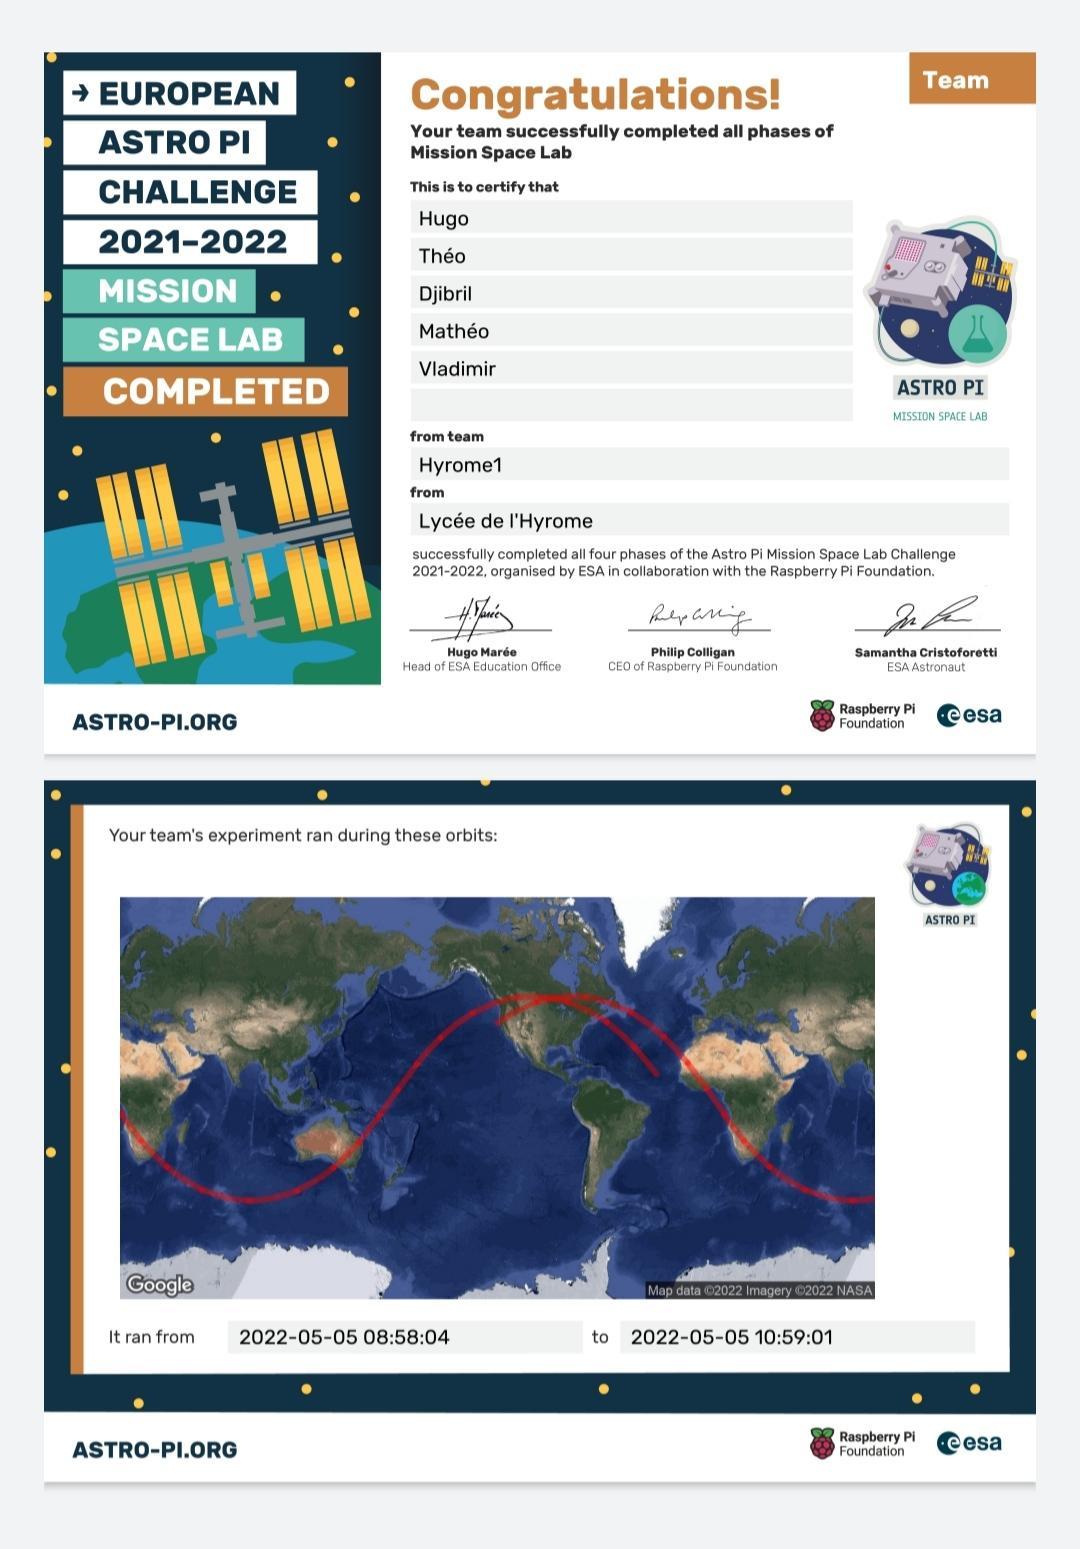 → EUROPEAN
ASTRO PI
CHALLENGE
2021–2022
MISSION
SPACE LAB
COMPLETED
Team
Congratulations!
Your team successfully completed all phases of
Mission Space Lab
This is to certify that
Hugo
Théo
Djibril
Mathéo
Vladimir
ASTRO PI
MISSION SPACE LAB
from team
Hyrome1
from
Lycée de l'Hyrome
successfully completed all four phases of the Astro Pi Mission Space Lab Challenge
2021-2022, organised by ESA in collaboration with the Raspberry Pi Foundation.
H. Marée
Philip Colligan
Hugo Marée
Head of ESA Education Office
Philip Colligan
CEO of Raspberry Pi Foundation
Samantha Cristoforetti
ESA Astronaut
ASTRO-PI.ORG
Raspberry Pi
Foundation
esa
Your team's experiment ran during these orbits:
ASTRO PI
Google
Map data ©2022 Imagery ©2022 NASA
It ran from 2022-05-05 08:58:04 to 2022-05-05 10:59:01
ASTRO-PI.ORG
Raspberry Pi
Foundation
esa